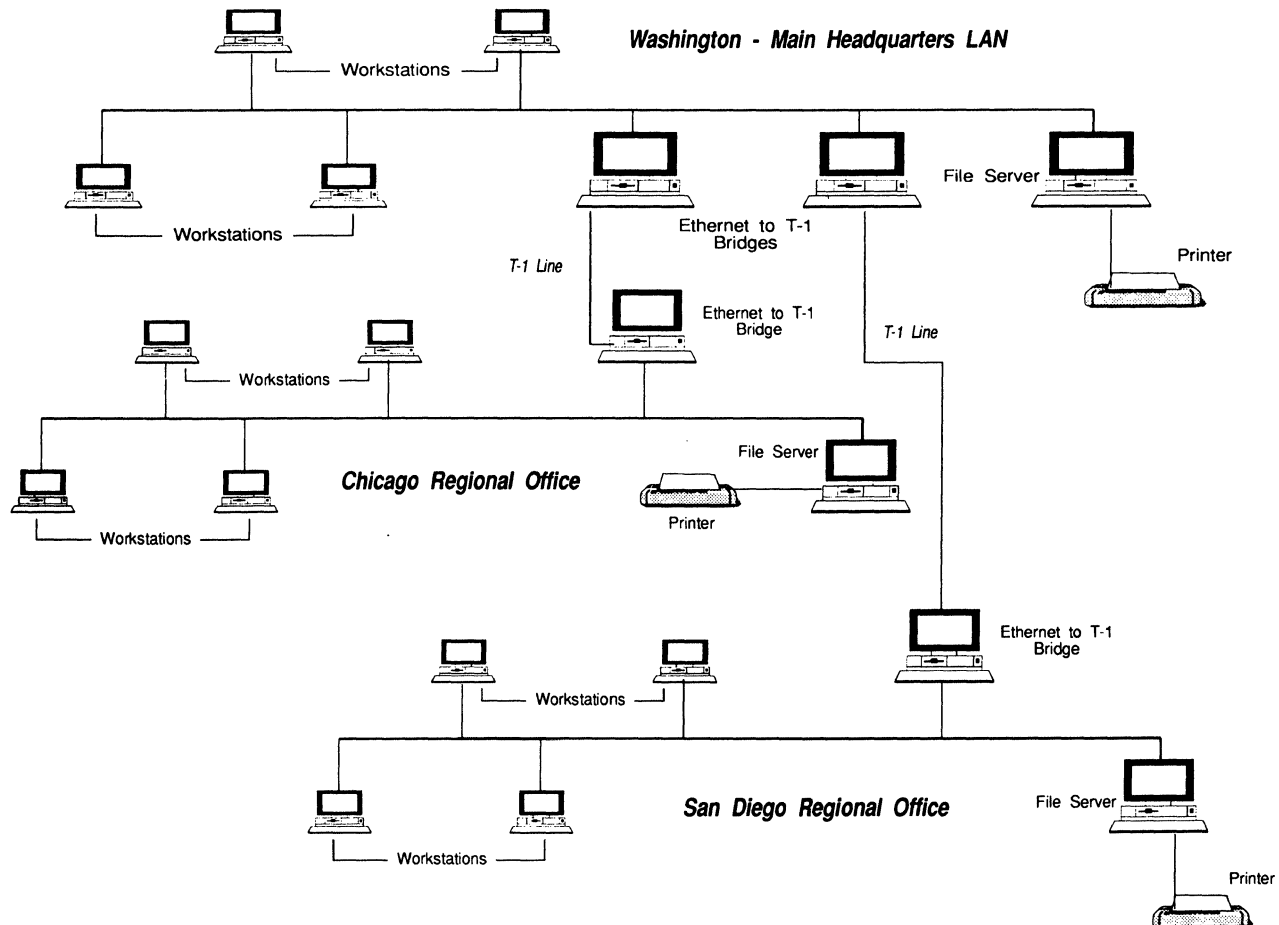 Washington - Main Headquarters LAN
Workstations
File Server
Workstations
Ethernet to T-1
Bridges
Printer
T-1 Line
Ethernet to T-1
Bridge
T-1 Line
Workstations
File Server
Chicago Regional Office
Printer
Workstations
Ethernet to T-1
Bridge
Workstations
San Diego Regional Office
File Server
Workstations
Printer